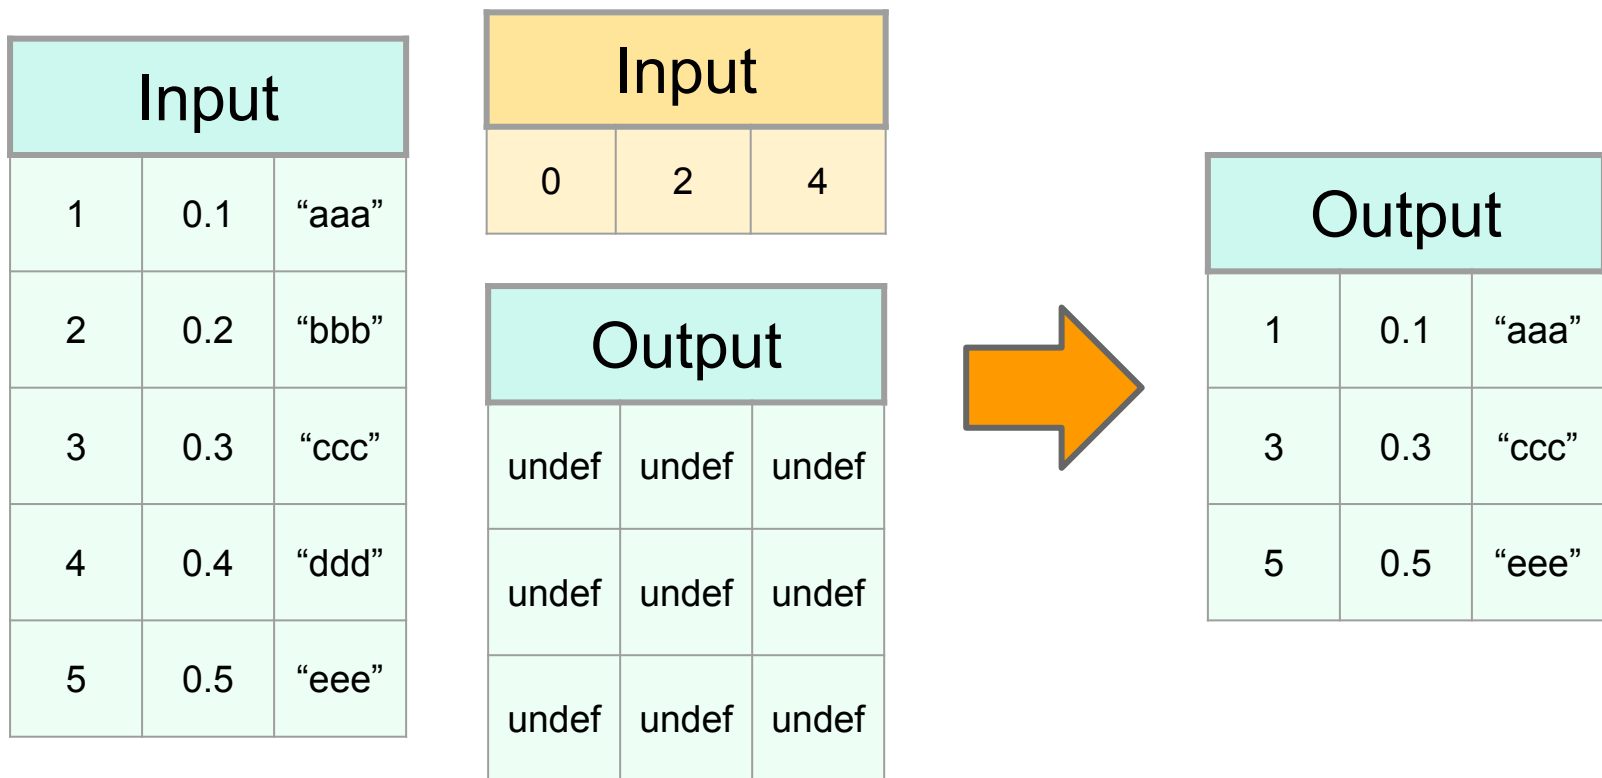 Input
1 0.1 “aaa”
2 0.2 “bbb”
3 0.3 “ccc”
4 0.4 “ddd”
5 0.5 “eee”
Input
0 2 4
Output
undef undef undef
undef undef undef
undef undef undef
Output
1 0.1 “aaa”
3 0.3 “ccc”
5 0.5 “eee”